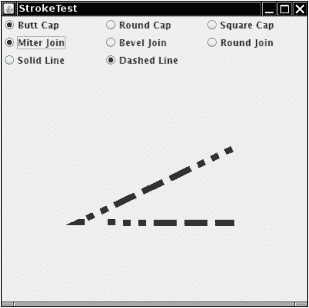 StrokeTest
Butt Cap Round Cap Square Cap
Miter Join Bevel Join Round Join
Solid Line Dashed Line